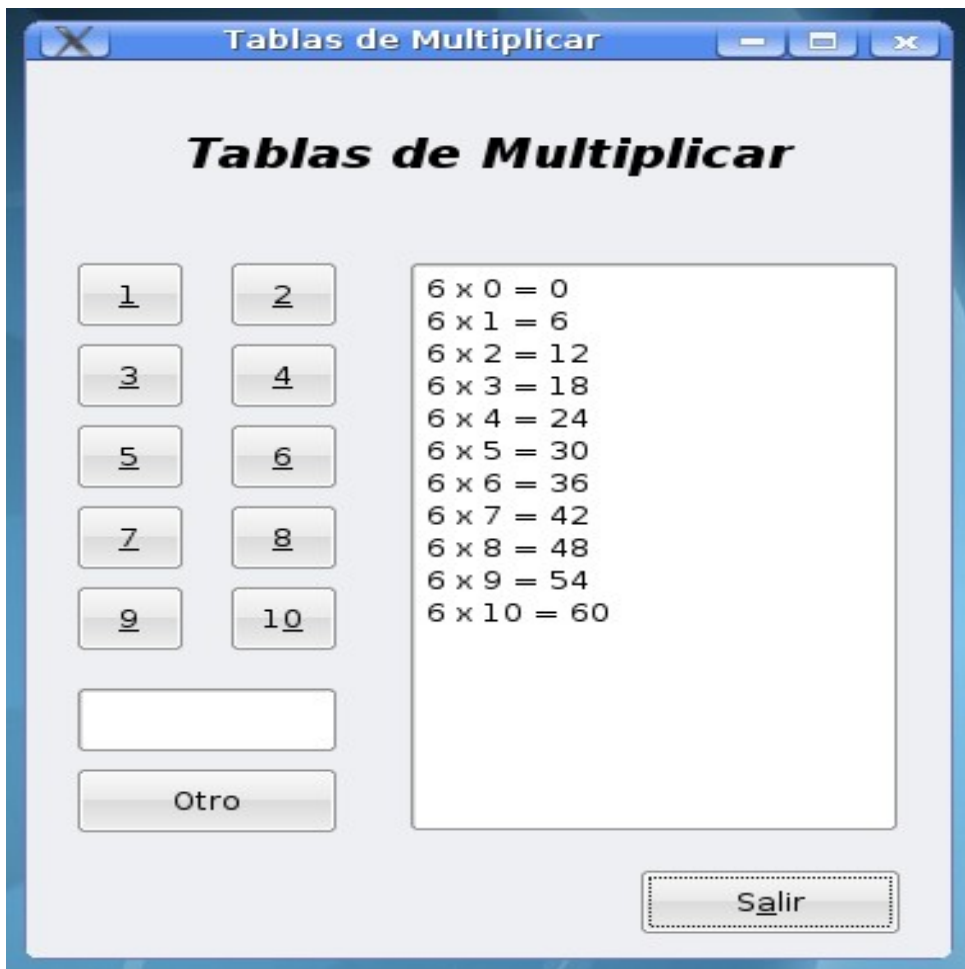 Tablas de Multiplicar
Tablas de Multiplicar
1 2
3 4
5 6
7 8
9 10
Otro
6 x 0 = 0
6 x 1 = 6
6 x 2 = 12
6 x 3 = 18
6 x 4 = 24
6 x 5 = 30
6 x 6 = 36
6 x 7 = 42
6 x 8 = 48
6 x 9 = 54
6 x 10 = 60
Salir